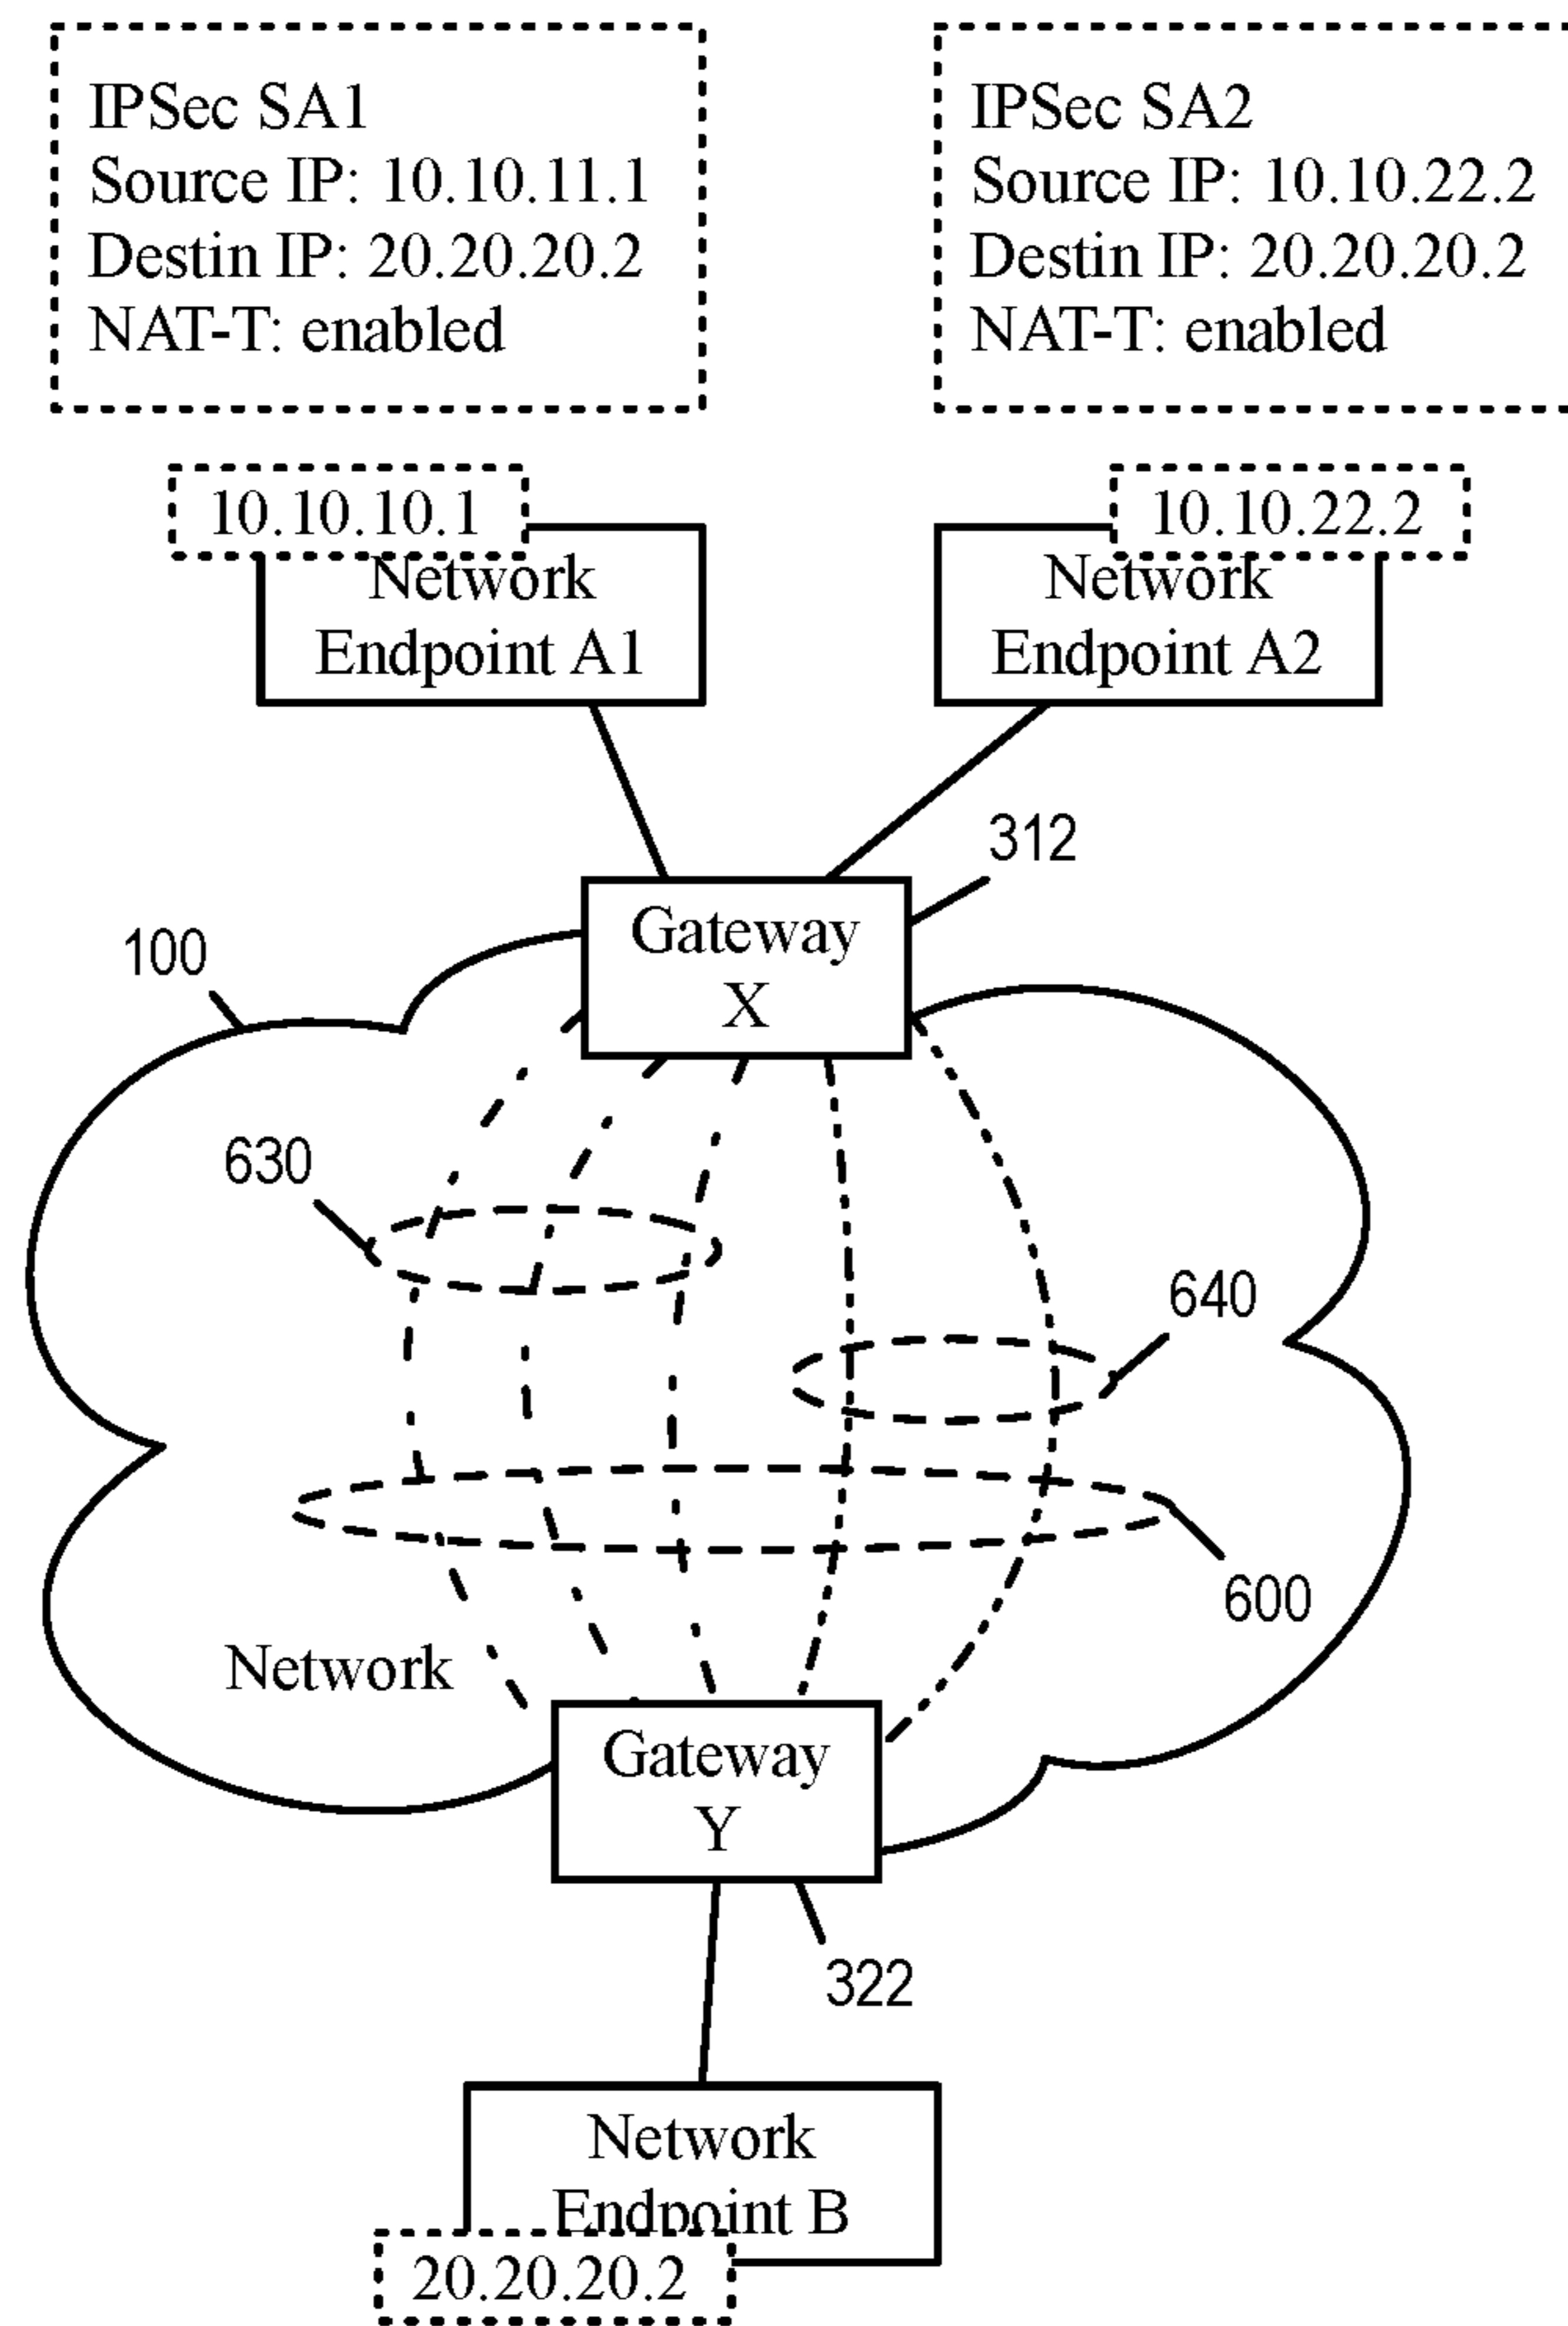 IPSec SA1
Source IP: 10.10.11.1
Destin IP: 20.20.20.2
NAT-T: enabled
IPSec SA2
Source IP: 10.10.22.2
Destin IP: 20.20.20.2
NAT-T: enabled
10.10.10.1
Network
Endpoint A1
10.10.22.2
Network
Endpoint A2
312
Gateway
X
100
630
640
600
Network
Gateway
Y
322
Network
Endpoint B
20.20.20.2